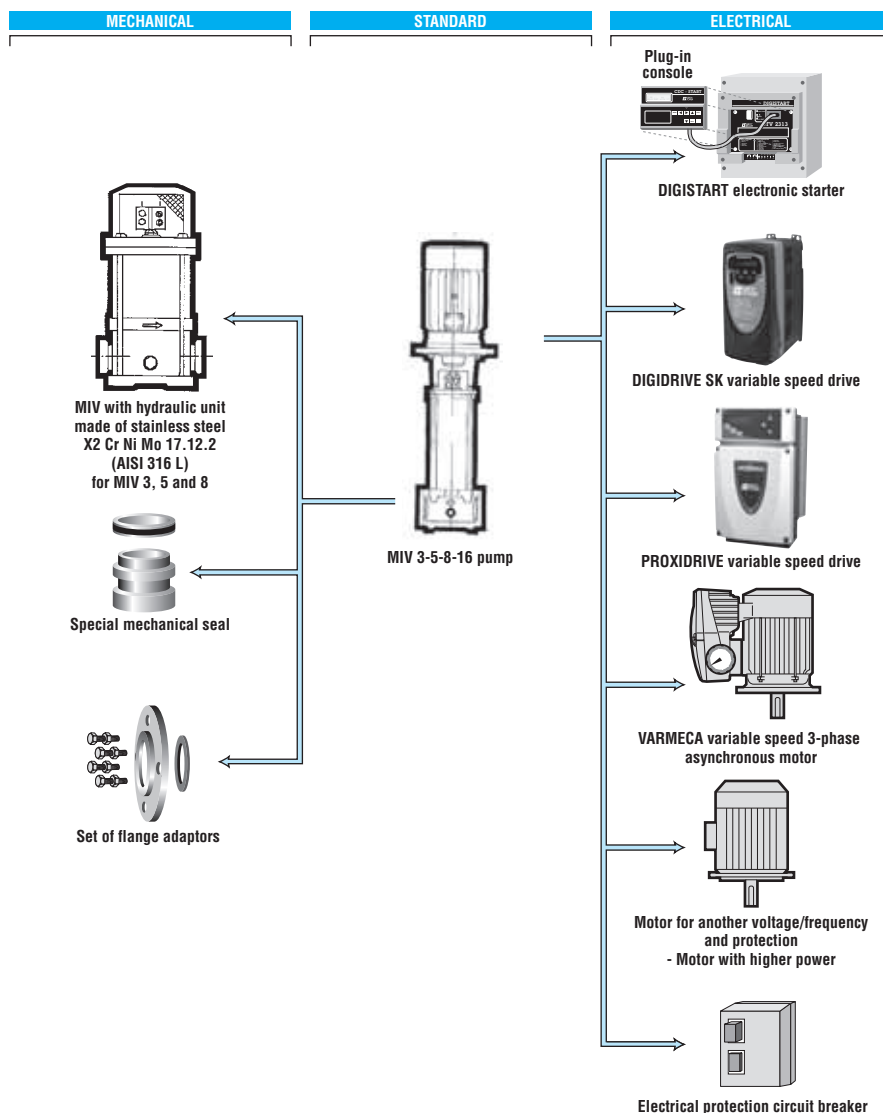 MECHANICAL
STANDARD
ELECTRICAL
Plug-in
console
CDC - START
DIGISTART
2313
DIGISTART electronic starter
DIGIDRIVE SK variable speed drive
MIV with hydraulic unit
made of stainless steel
X2 Cr Ni Mo 17.12.2
(AISI 316 L)
for MIV 3, 5 and 8
MIV 3-5-8-16 pump
PROXIDRIVE variable speed drive
Special mechanical seal
VARMECA variable speed 3-phase
asynchronous motor
Set of flange adaptors
Motor for another voltage/frequency
and protection
- Motor with higher power
Electrical protection circuit breaker